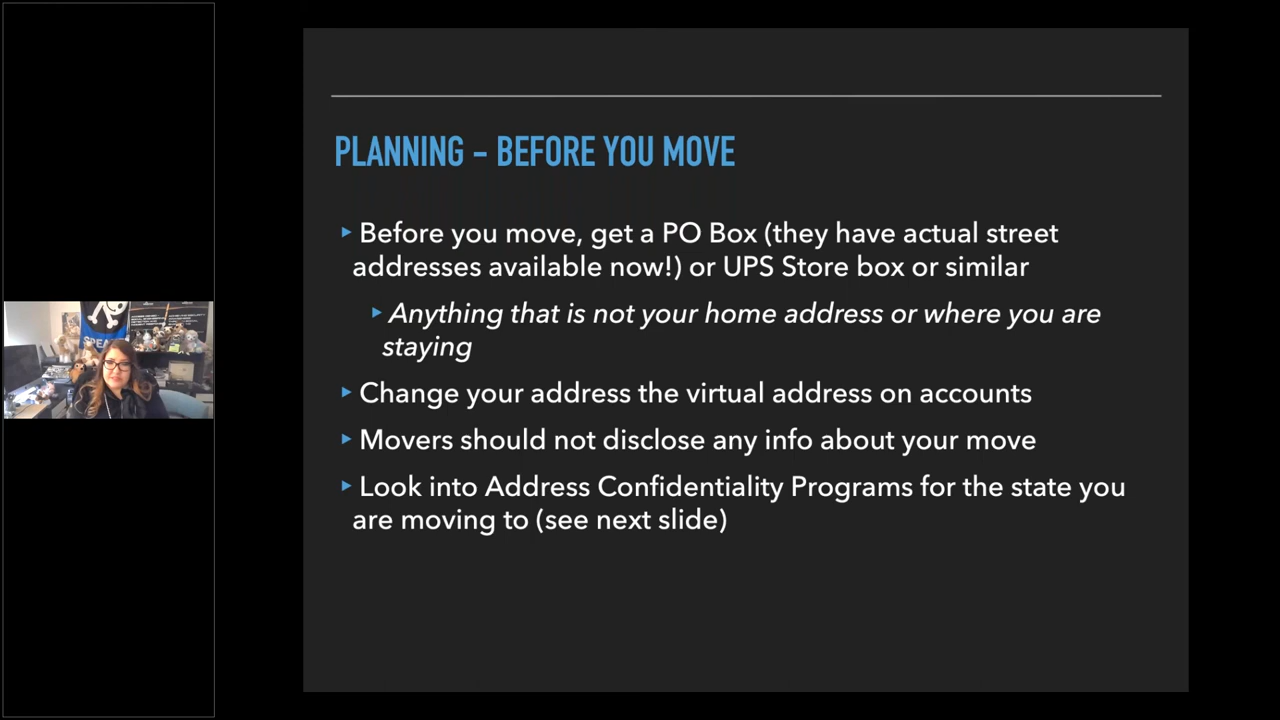 PLANNING – BEFORE YOU MOVE
Before you move, get a PO Box (they have actual street
addresses available now!) or UPS Store box or similar
Anything that is not your home address or where you are
staying
Change your address the virtual address on accounts
Movers should not disclose any info about your move
Look into Address Confidentiality Programs for the state you
are moving to (see next slide)